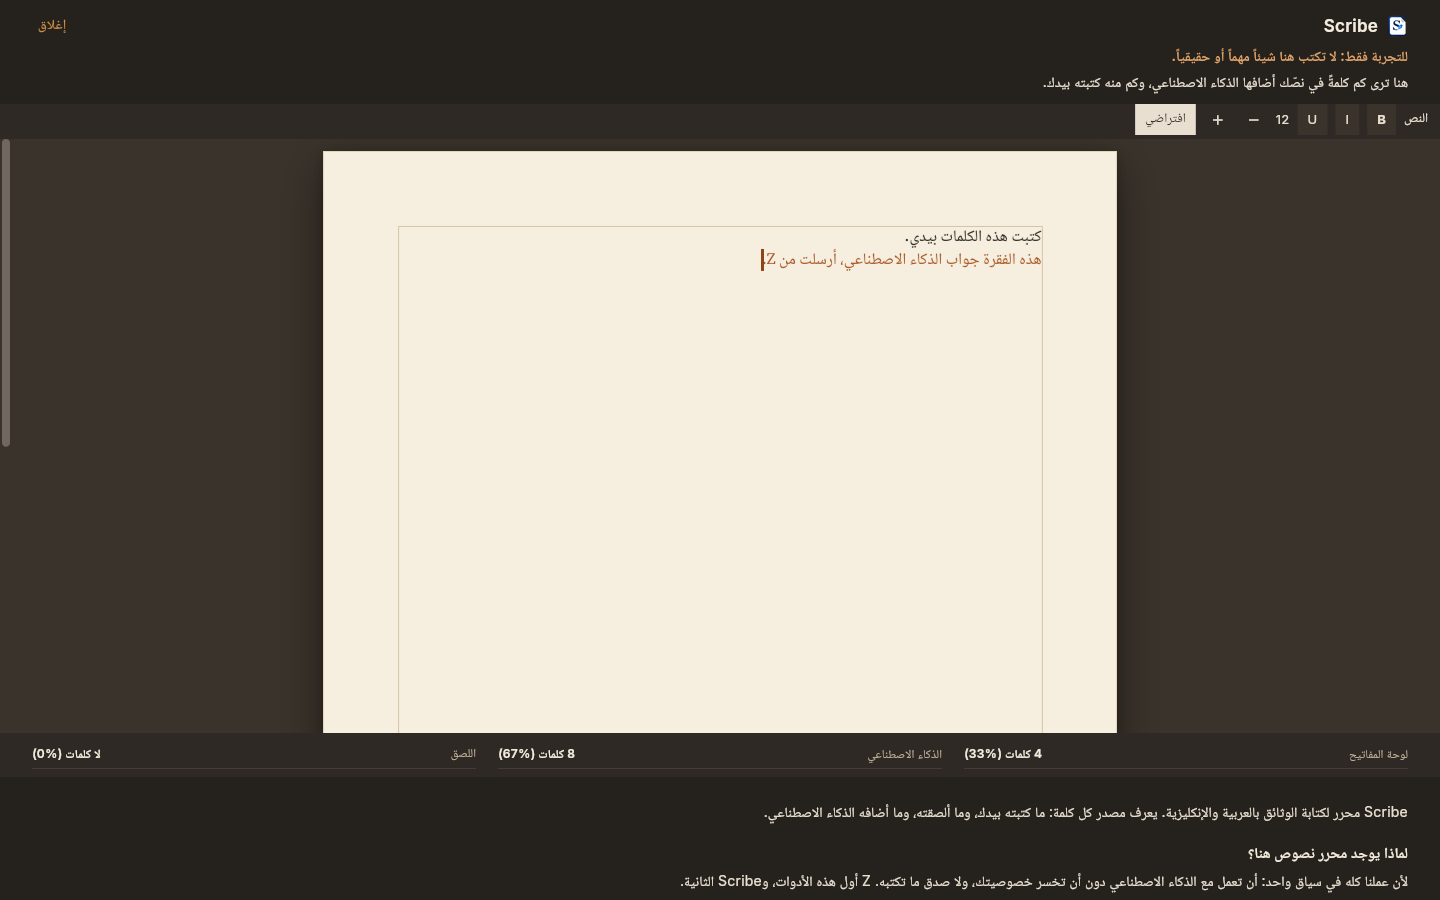 Scribe
إغلاق
للتجربة فقط: لا تكتب هنا شيئاً مهماً أو حقيقياً.
هنا ترى كم كلمةً في نصّك أضافها الذكاء الاصطناعي، وكم منه كتبته بيدك.
النص B I U 12 − + افتراضي
كتبت هذه الكلمات بيدي.
هذه الفقرة جواب الذكاء الاصطناعي، أرسلت من Z.
لوحة المفاتيح 4 كلمات (33%) الذكاء الاصطناعي 8 كلمات (67%) اللصق لا كلمات (0%)
Scribe محرر لكتابة الوثائق بالعربية والإنكليزية. يعرف مصدر كل كلمة: ما كتبته بيدك، وما ألصقته، وما أضافه الذكاء الاصطناعي.
لماذا يوجد محرر نصوص هنا؟
لأن عملنا كله في سياق واحد: أن تعمل مع الذكاء الاصطناعي دون أن تخسر خصوصيتك، ولا صدق ما تكتبه. Z أول هذه الأدوات، وScribe الثانية.